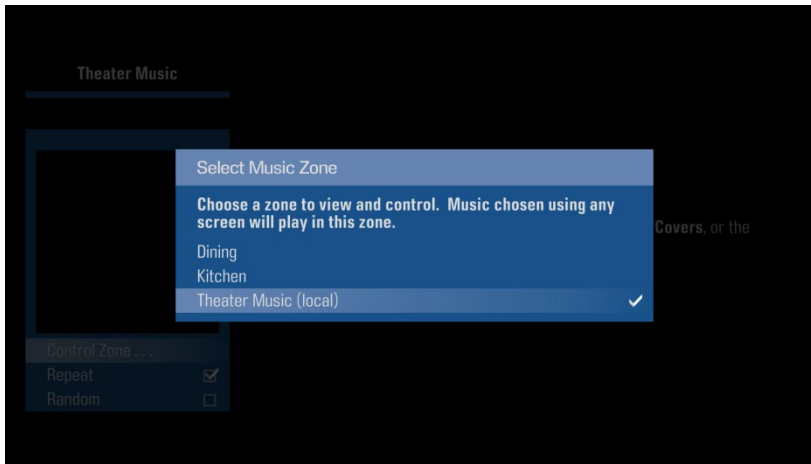 Theater Music
Select Music Zone
Choose a zone to view and control.  Music chosen using any
screen will play in this zone.
Covers, or the
Dining
Kitchen
Theater Music (local)
Control Zone . . .
Repeat
Random